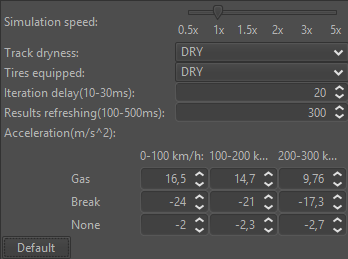 Simulation speed:
0.5x 1x 1.5x 2x 3x 5x
Track dryness: DRY
Tires equipped: DRY
Iteration delay(10-30ms): 20
Results refreshing(100-500ms): 300
Acceleration(m/s^2):
0-100 km/h: 100-200 k... 200-300 k...
Gas 16,5 14,7 9,76
Break -24 -21 -17,3
None -2 -2,3 -2,7
Default